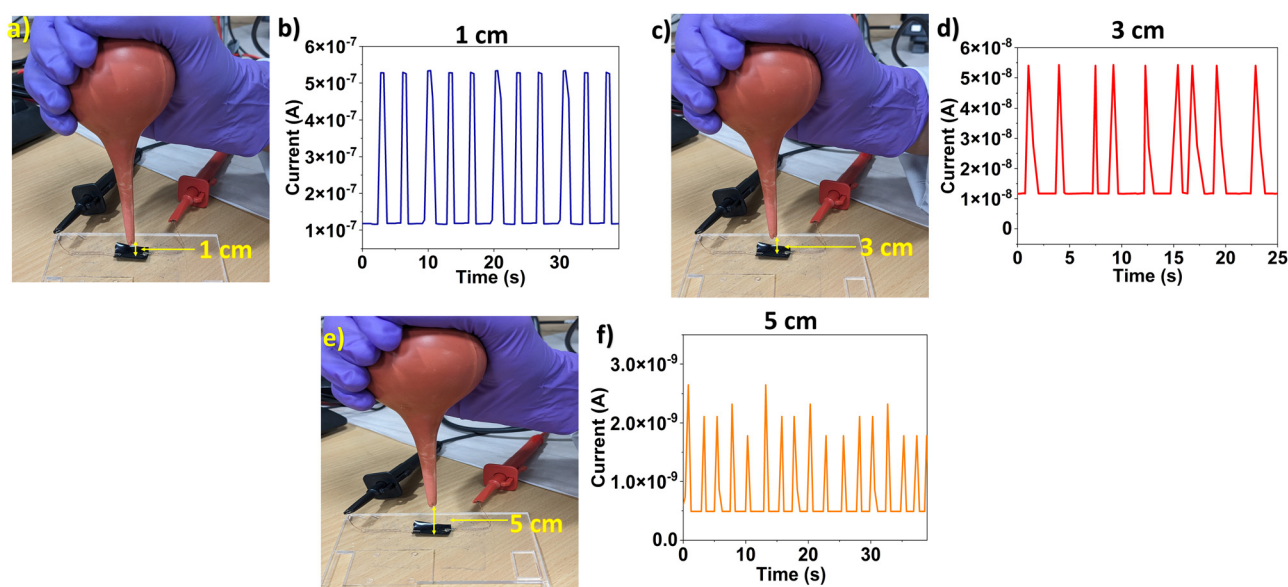 a)
1 cm
b)
1 cm
6×10⁻⁷
5×10⁻⁷
4×10⁻⁷
3×10⁻⁷
2×10⁻⁷
1×10⁻⁷
Current (A)
0 10 20 30
Time (s)
c)
3 cm
d)
3 cm
6×10⁻⁸
5×10⁻⁸
4×10⁻⁸
3×10⁻⁸
2×10⁻⁸
1×10⁻⁸
0
Current (A)
0 5 10 15 20 25
Time (s)
e)
5 cm
f)
5 cm
3.0×10⁻⁹
2.0×10⁻⁹
1.0×10⁻⁹
0.0
Current (A)
0 10 20 30
Time (s)